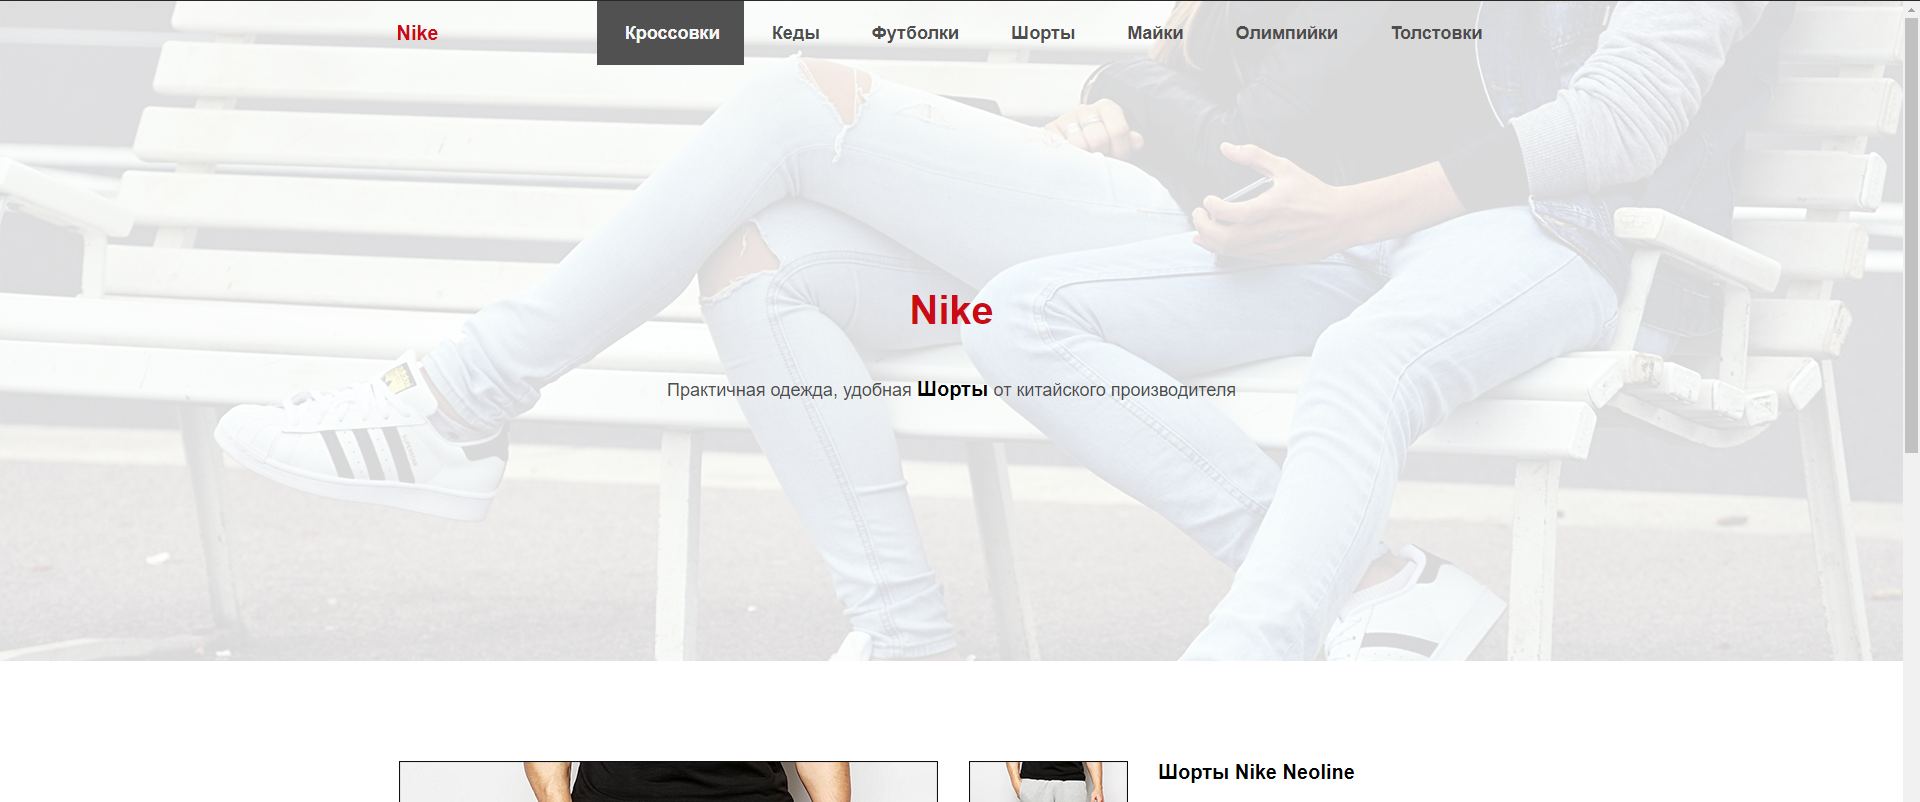 Nike Кроссовки Кеды Футболки Шорты Майки Олимпийки Толстовки
Nike
Практичная одежда, удобная Шорты от китайского производителя
Шорты Nike Neoline